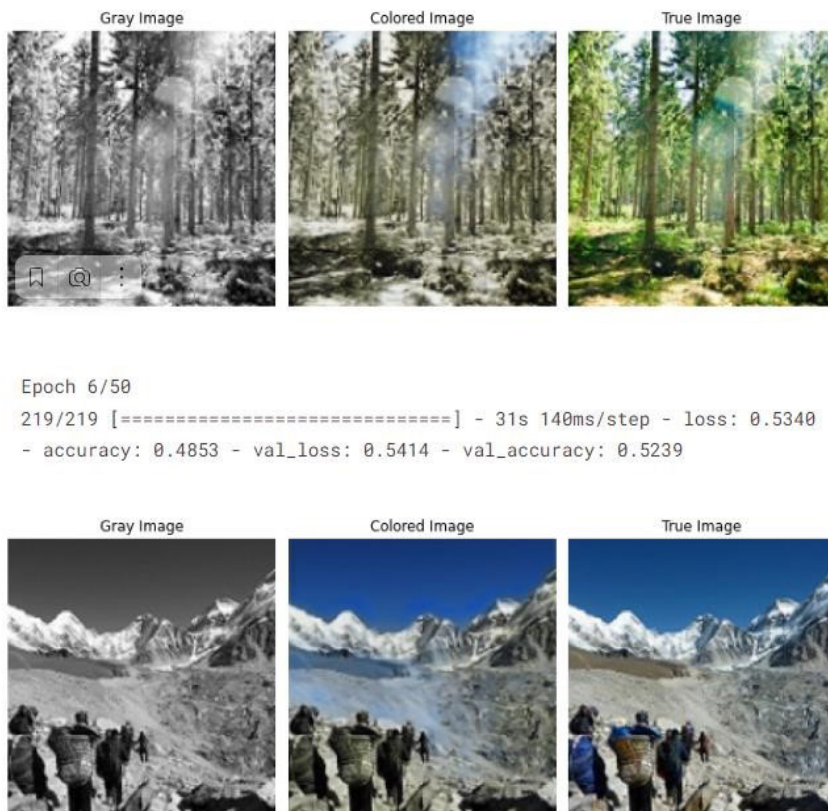 Gray Image
Colored Image
True Image
Epoch 6/50
219/219 [==============================] - 31s 140ms/step - loss: 0.5340
- accuracy: 0.4853 - val_loss: 0.5414 - val_accuracy: 0.5239
Gray Image
Colored Image
True Image